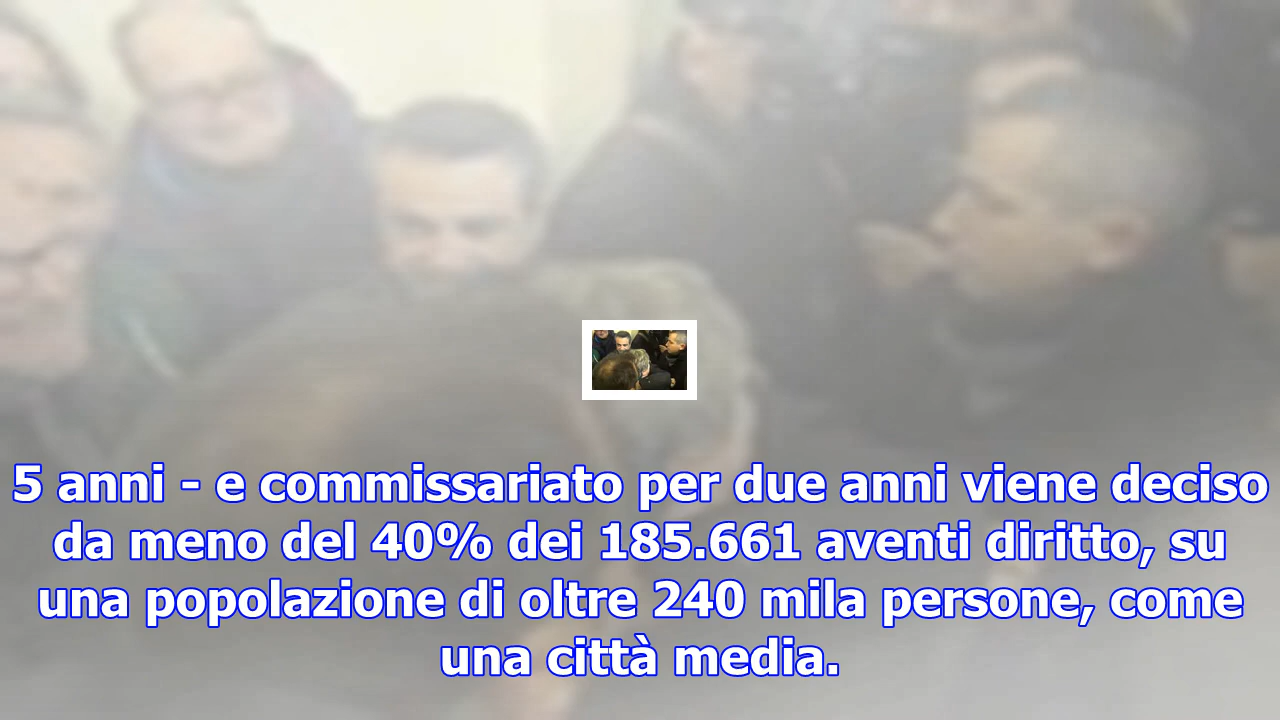 5 anni - e commissariato per due anni viene deciso
da meno del 40% dei 185.661 aventi diritto, su
una popolazione di oltre 240 mila persone, come
una città media.